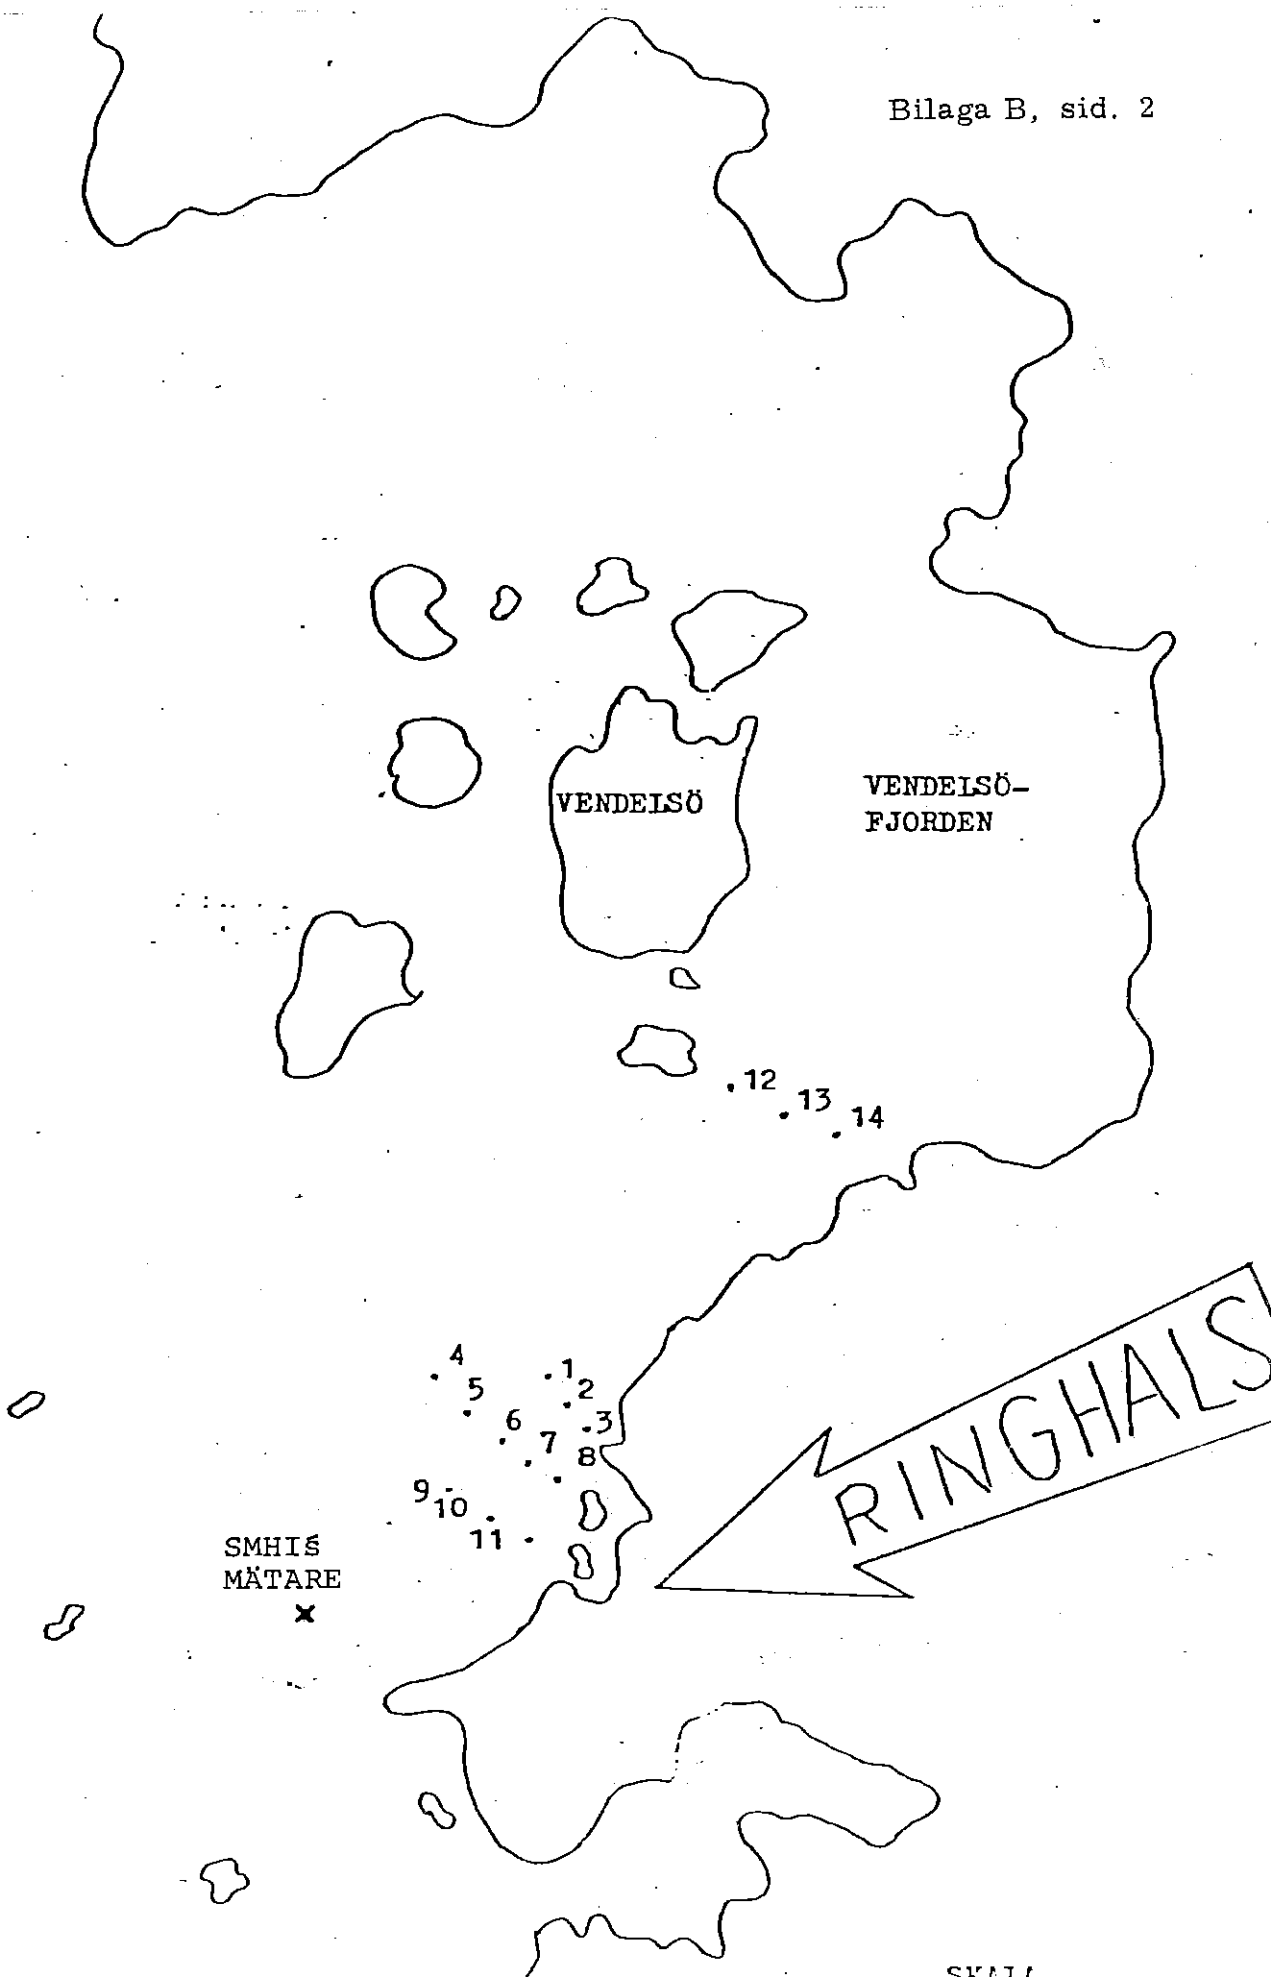 Bilaga B, sid. 2
VENDELSÖ
VENDELSÖ-
FJORDEN
12
13
14
4
1
5
2
6
3
7
8
9
10
11
RINGHALS
SMHIs
MÄTARE